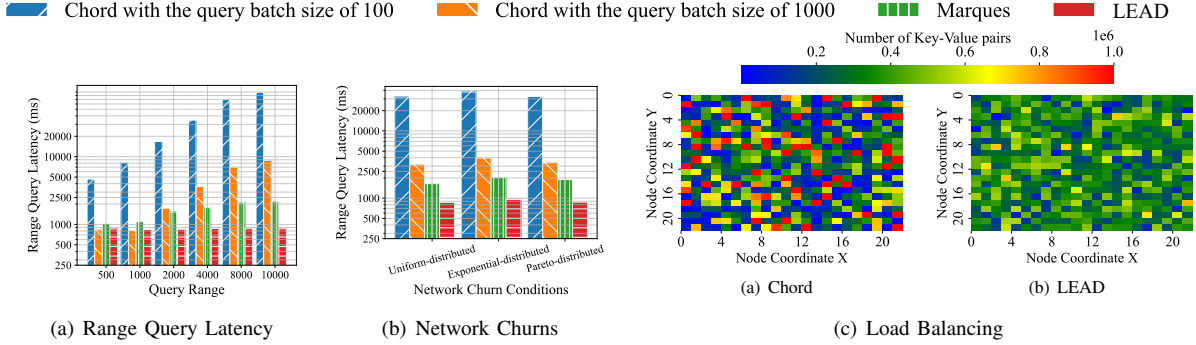 Chord with the query batch size of 100 Chord with the query batch size of 1000 Marques LEAD
Number of Key-Value pairs 1e6
0.2 0.4 0.6 0.8 1.0
Range Query Latency (ms)
20000
10000
5000
2500
1000
500
250
500 1000 2000 4000 8000 10000
Query Range
(a) Range Query Latency
Range Query Latency (ms)
20000
10000
5000
2500
1000
500
250
Uniform-distributed Exponential-distributed Pareto-distributed
Network Churn Conditions
(b) Network Churns
Node Coordinate Y
0
4
8
12
16
20
0 4 8 12 16 20
Node Coordinate X
(a) Chord
Node Coordinate Y
0
4
8
12
16
20
0 4 8 12 16 20
Node Coordinate X
(b) LEAD
(c) Load Balancing